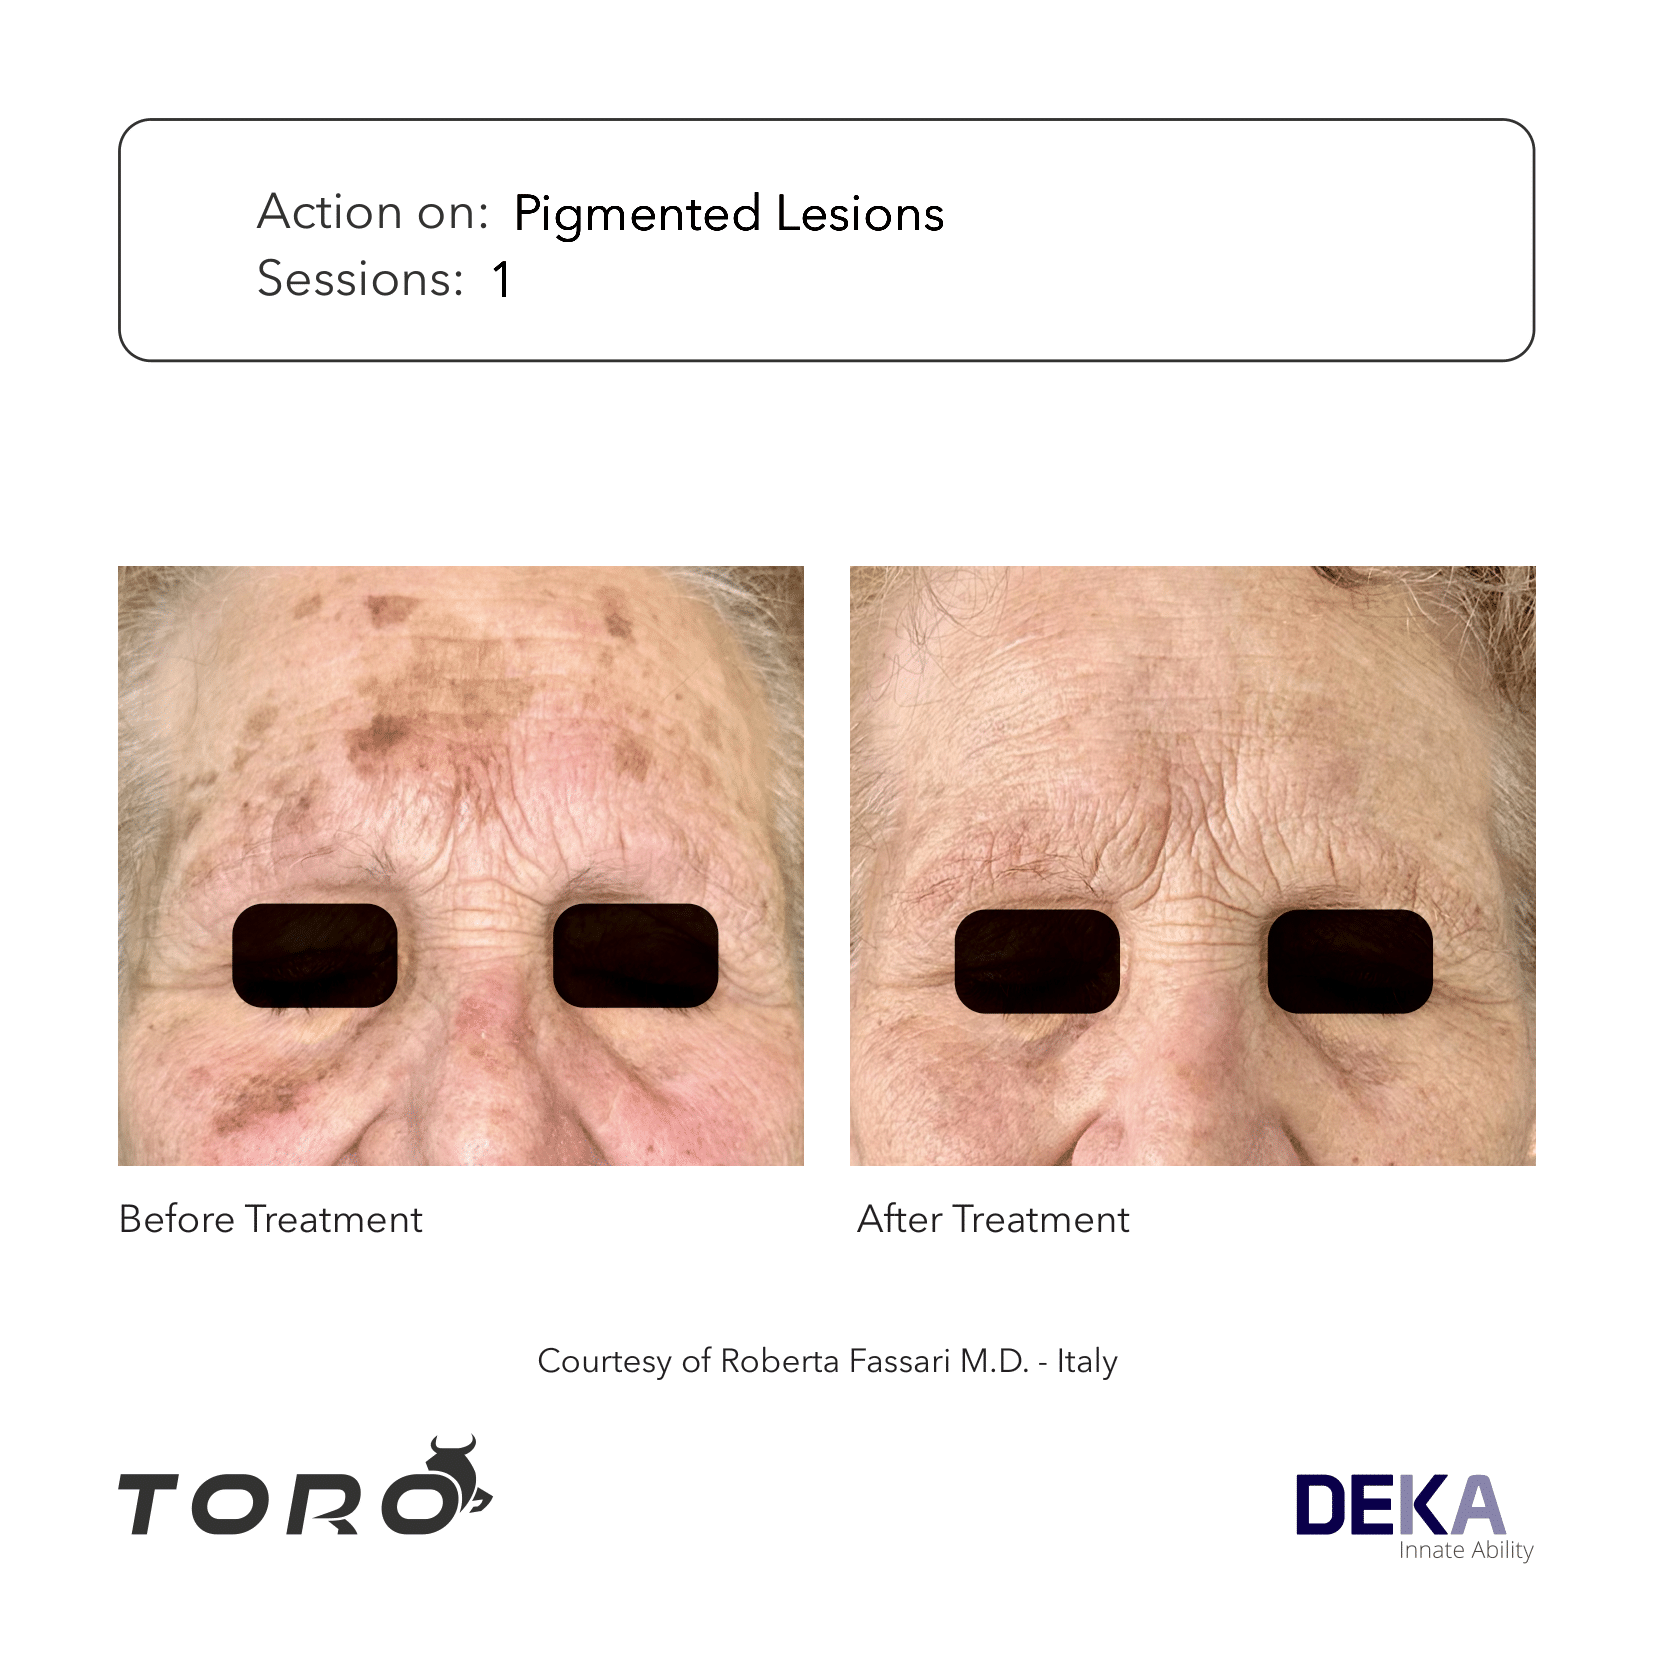 Action on: Pigmented Lesions
Sessions: 1
Before Treatment
After Treatment
Courtesy of Roberta Fassari M.D. - Italy
TORO
DEKA
Innate Ability